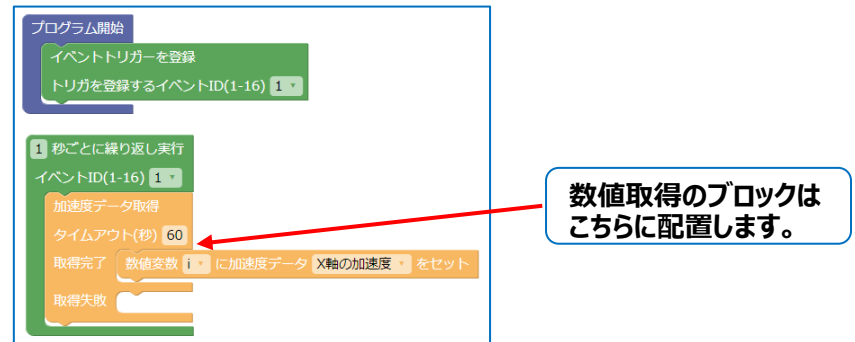 プログラム開始
イベントトリガーを登録
トリガを登録するイベントID(1-16) 1
1 秒ごとに繰り返し実行
イベントID(1-16) 1
加速度データ取得
タイムアウト(秒) 60
取得完了 数値変数 i に加速度データ X軸の加速度 をセット
取得失敗
数値取得のブロックは
こちらに配置します。